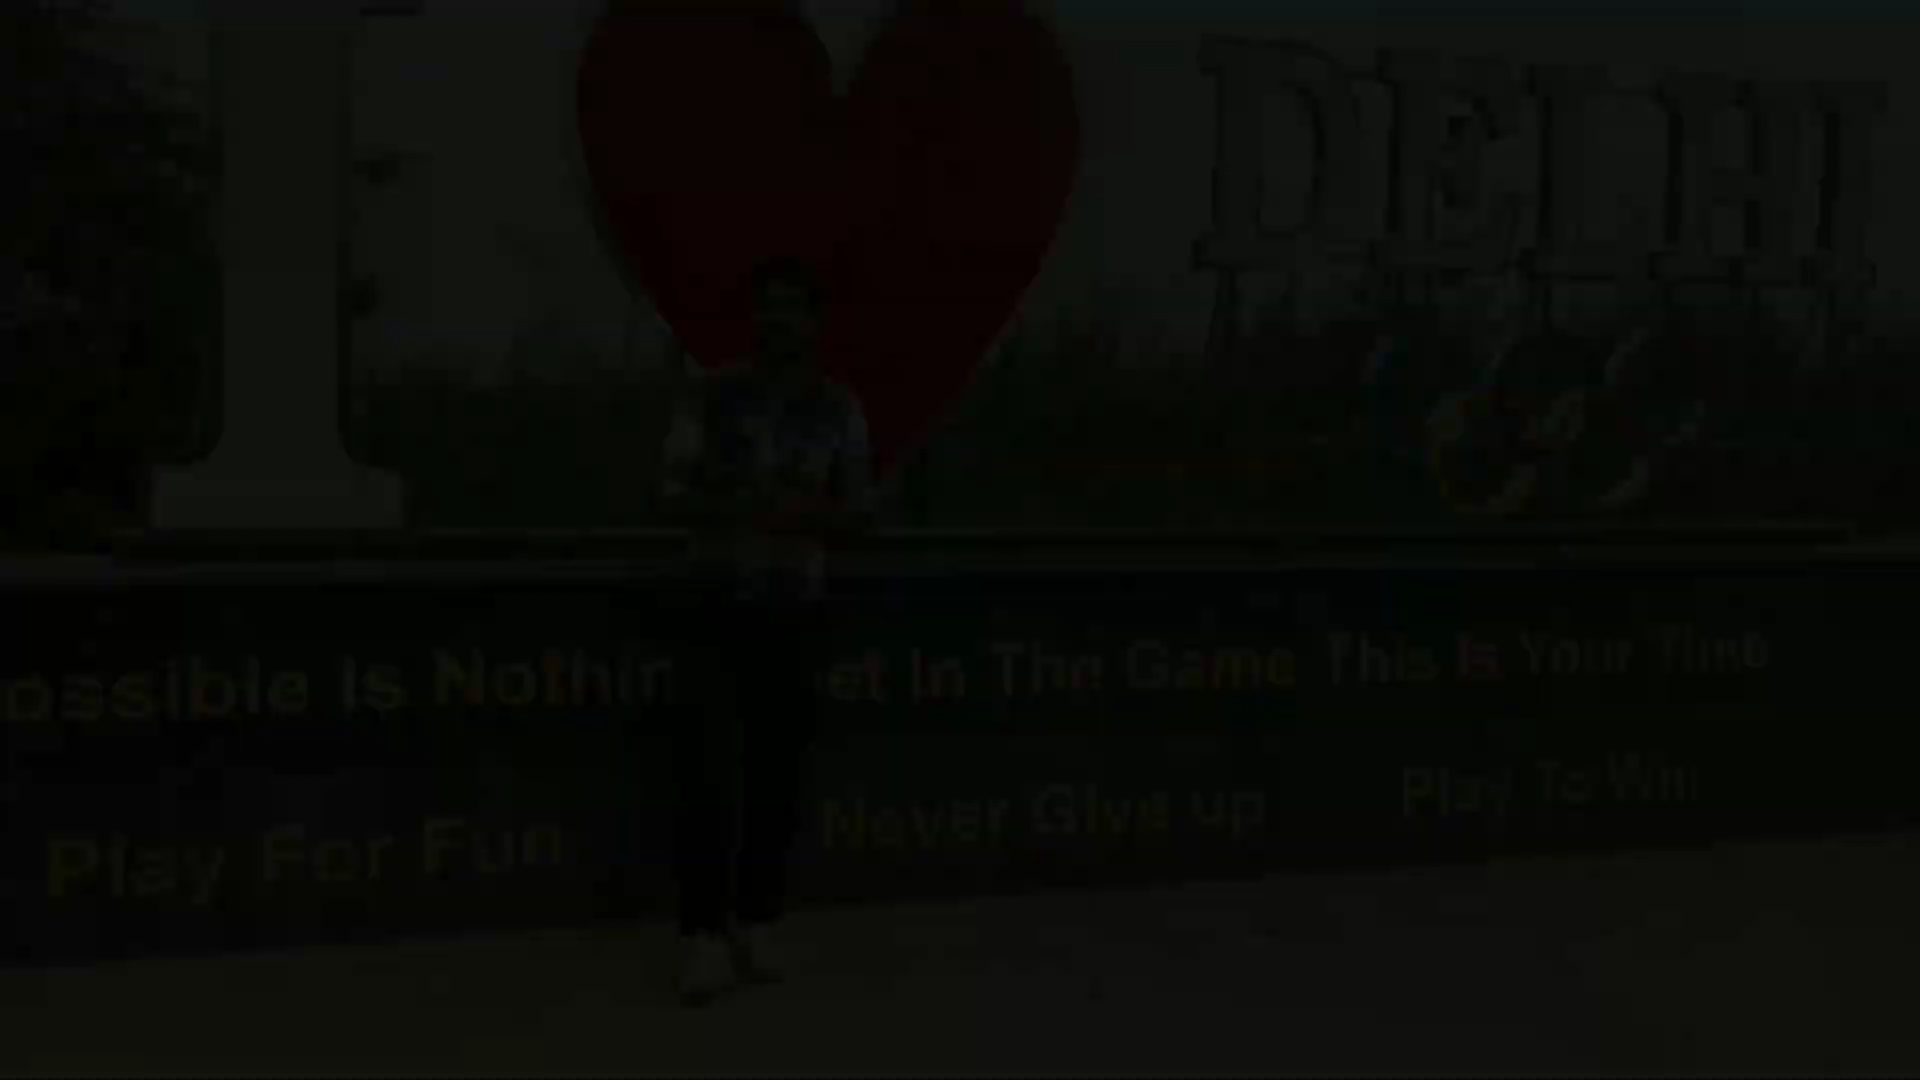 I
DELHI
ossible Is Nothin et In The Game This Is Your Time
Play For Fun Never Give up Play To Win